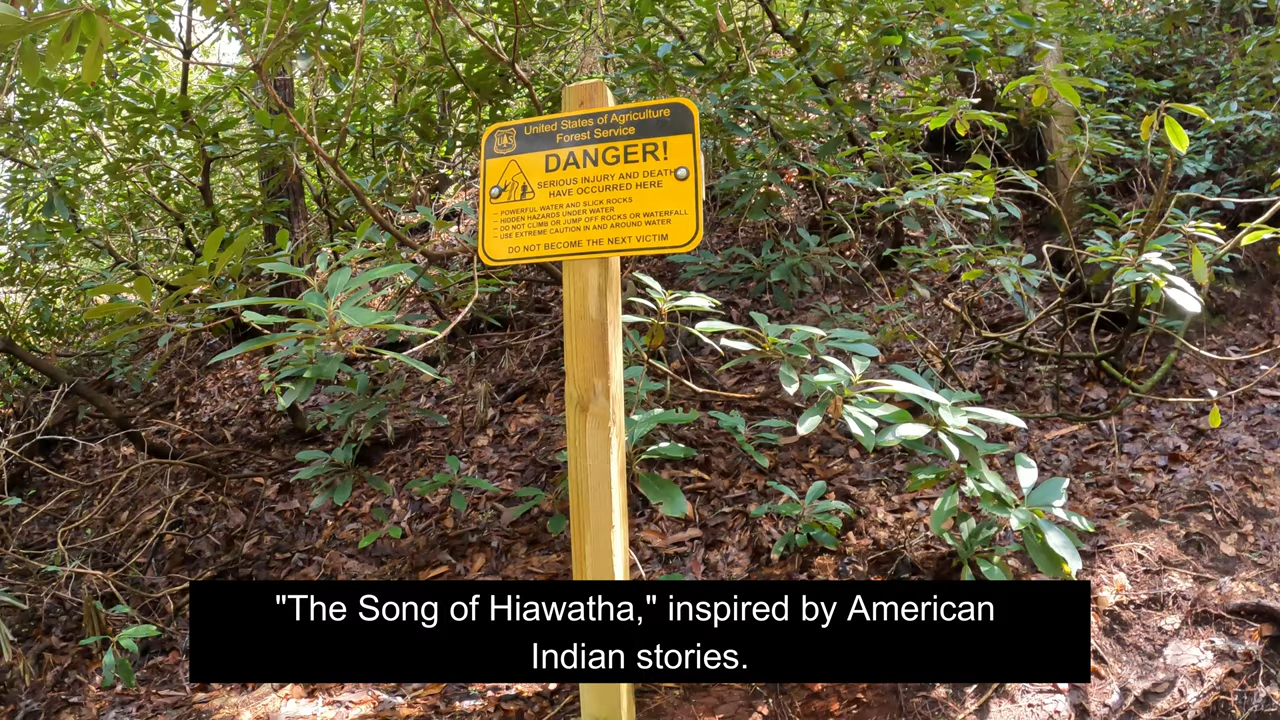 United States of Agriculture
Forest Service
DANGER!
SERIOUS INJURY AND DEATH
HAVE OCCURRED HERE
– POWERFUL WATER AND SLICK ROCKS
– HIDDEN HAZARDS UNDER WATER
– DO NOT CLIMB OR JUMP OFF ROCKS OR WATERFALL
– USE EXTREME CAUTION IN AND AROUND WATER
DO NOT BECOME THE NEXT VICTIM
"The Song of Hiawatha," inspired by American
Indian stories.